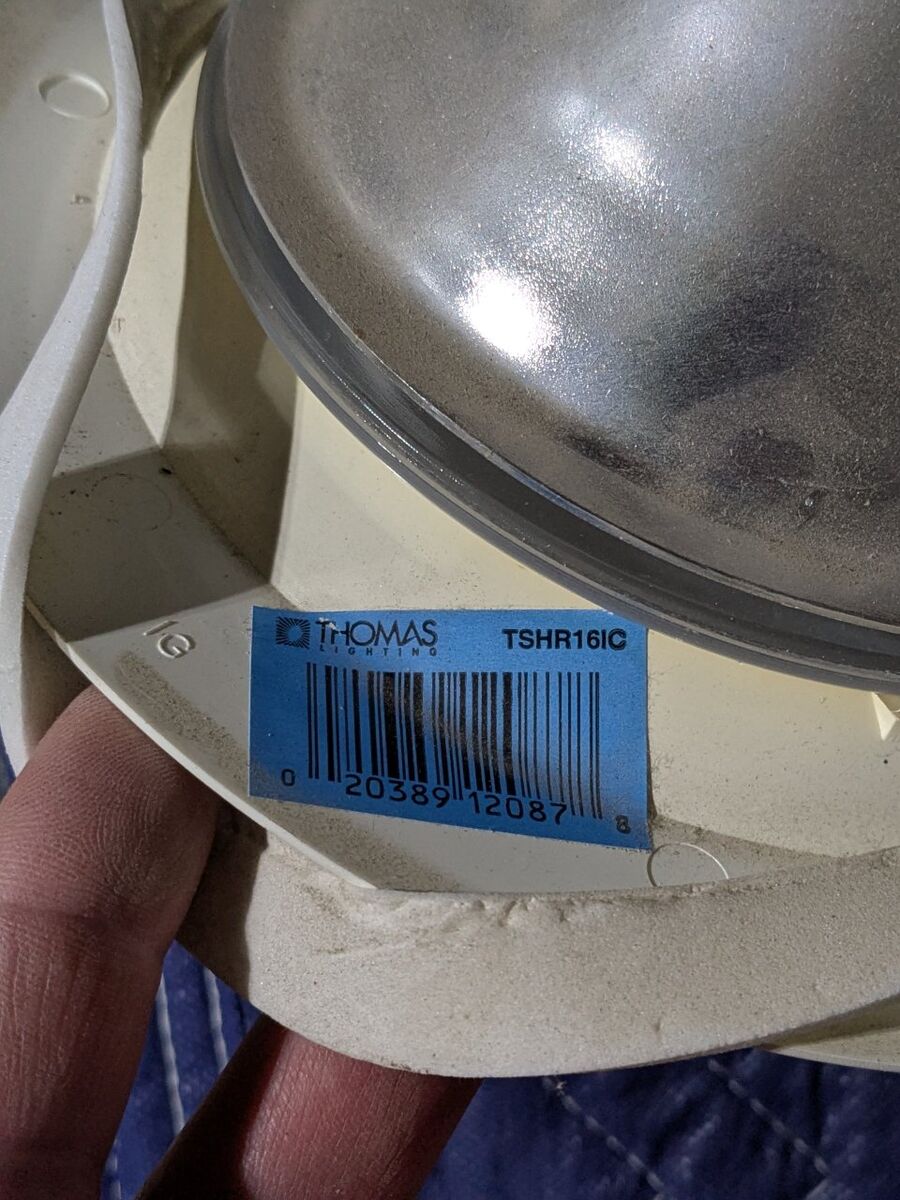 THOMAS
LIGHTING
TSHR16IC
0 20389 12087 8
1G